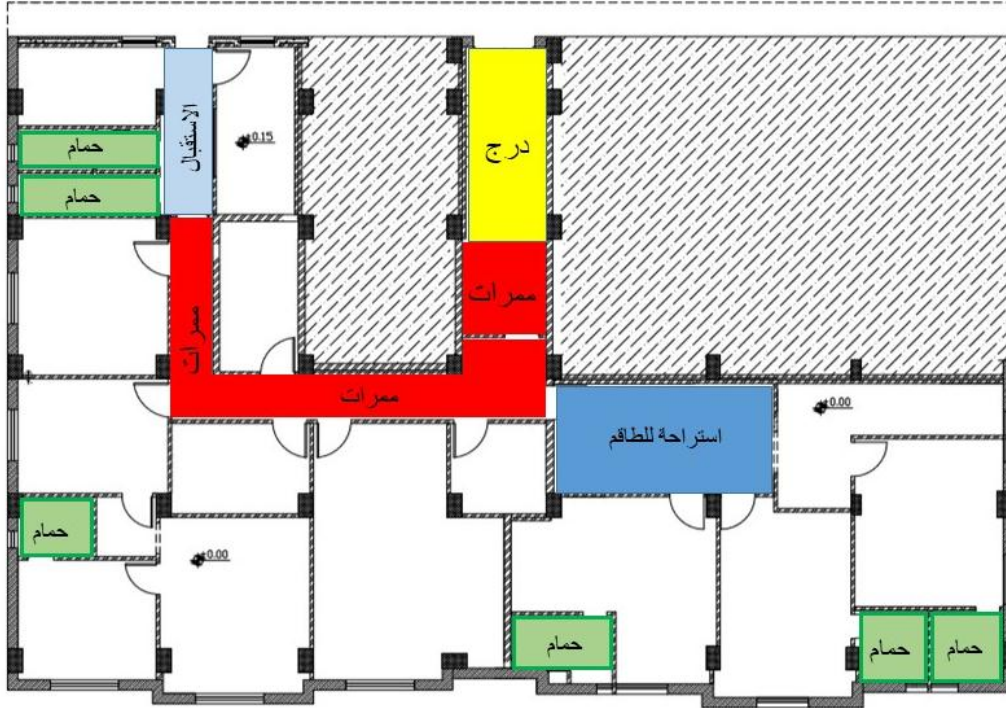 حمام
حمام
الاستقبال
+0.15
درج
ممرات
ممرات
ممرات
استراحة للطاقم
+0.00
حمام
+0.00
حمام
حمام
حمام